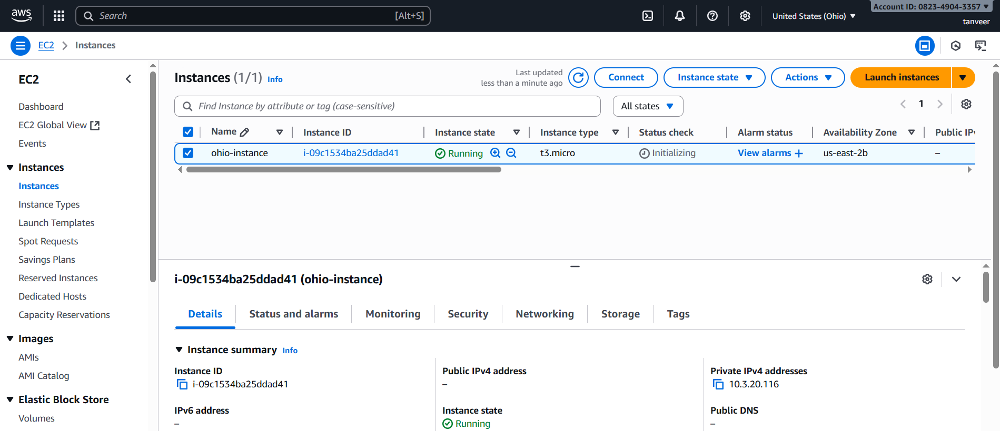 aws
Search [Alt+S]
United States (Ohio)
Account ID: 0823-4904-3357
tanveer
EC2 Instances
EC2
Dashboard
EC2 Global View
Events
Instances
Instances
Instance Types
Launch Templates
Spot Requests
Savings Plans
Reserved Instances
Dedicated Hosts
Capacity Reservations
Images
AMIs
AMI Catalog
Elastic Block Store
Volumes
Instances (1/1) Info
Last updated
less than a minute ago
Connect Instance state Actions Launch instances
Find Instance by attribute or tag (case-sensitive) All states 1
Name Instance ID Instance state Instance type Status check Alarm status Availability Zone Public IPv
ohio-instance i-09c1534ba25ddad41 Running t3.micro Initializing View alarms + us-east-2b –
i-09c1534ba25ddad41 (ohio-instance)
Details Status and alarms Monitoring Security Networking Storage Tags
Instance summary Info
Instance ID
i-09c1534ba25ddad41
Public IPv4 address
–
Private IPv4 addresses
10.3.20.116
IPv6 address
–
Instance state
Running
Public DNS
–